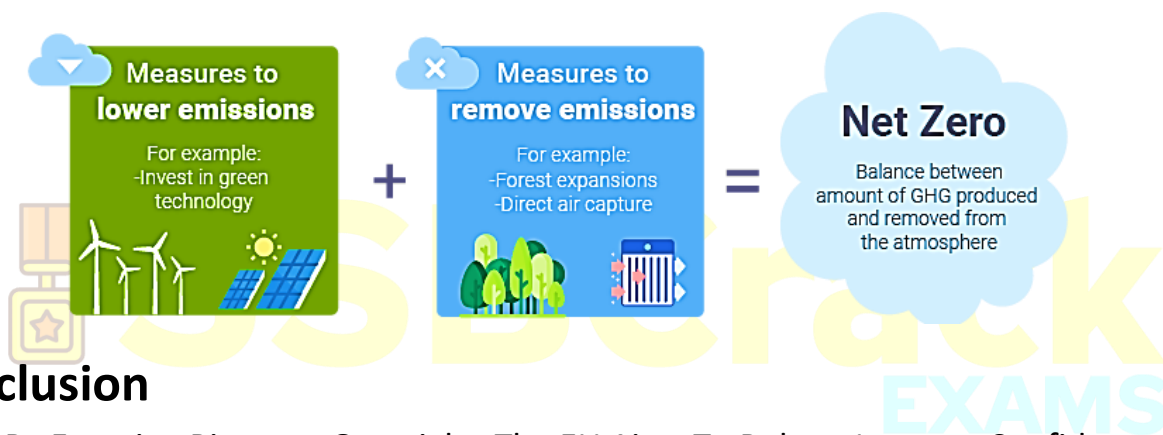 Measures to
lower emissions
For example:
-Invest in green
technology
+
Measures to
remove emissions
For example:
-Forest expansions
-Direct air capture
=
Net Zero
Balance between
amount of GHG produced
and removed from
the atmosphere
SSBCrack
EXAMS
clusion